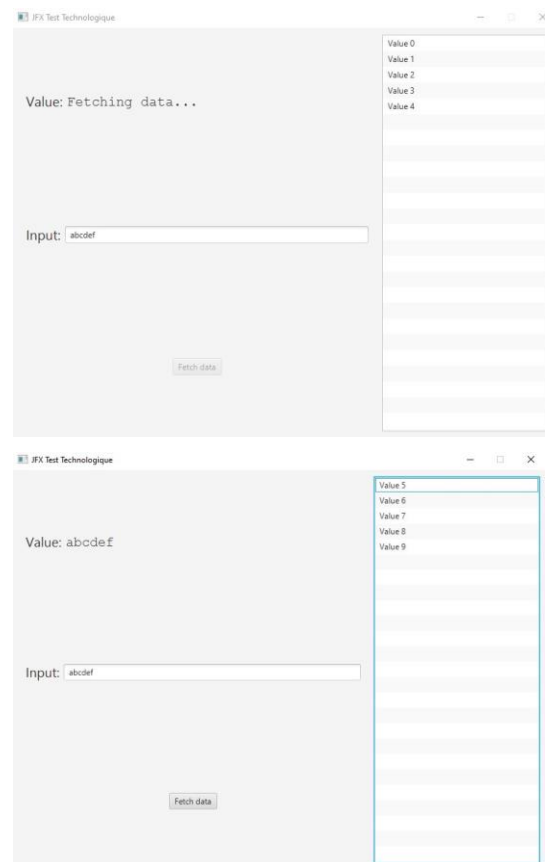 JFX Test Technologique
Value: Fetching data...
Input: abcdef
Fetch data
Value 0
Value 1
Value 2
Value 3
Value 4
JFX Test Technologique
Value: abcdef
Input: abcdef
Fetch data
Value 5
Value 6
Value 7
Value 8
Value 9